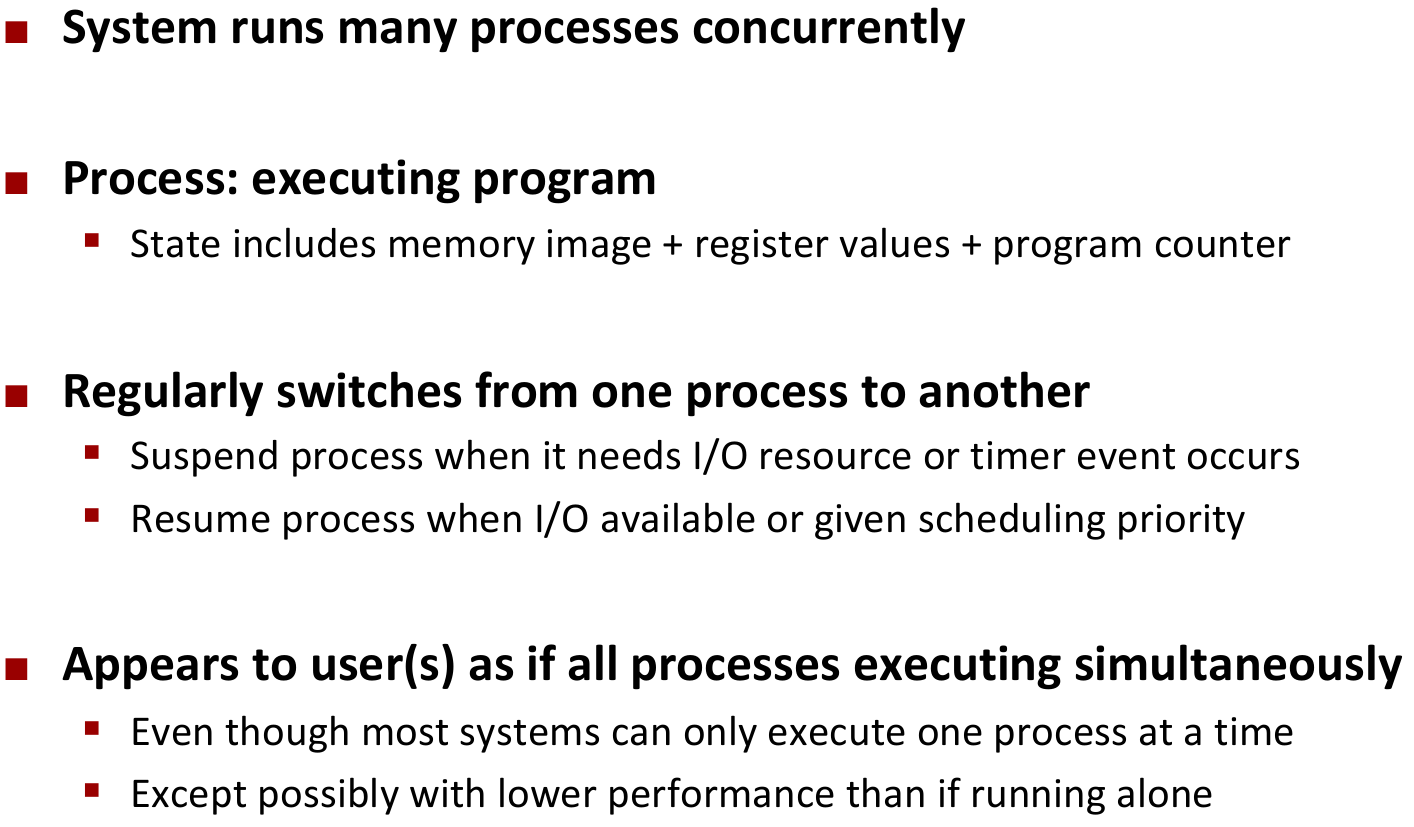 ■ System runs many processes concurrently
■ Process: executing program
▪ State includes memory image + register values + program counter
■ Regularly switches from one process to another
▪ Suspend process when it needs I/O resource or timer event occurs
▪ Resume process when I/O available or given scheduling priority
■ Appears to user(s) as if all processes executing simultaneously
▪ Even though most systems can only execute one process at a time
▪ Except possibly with lower performance than if running alone